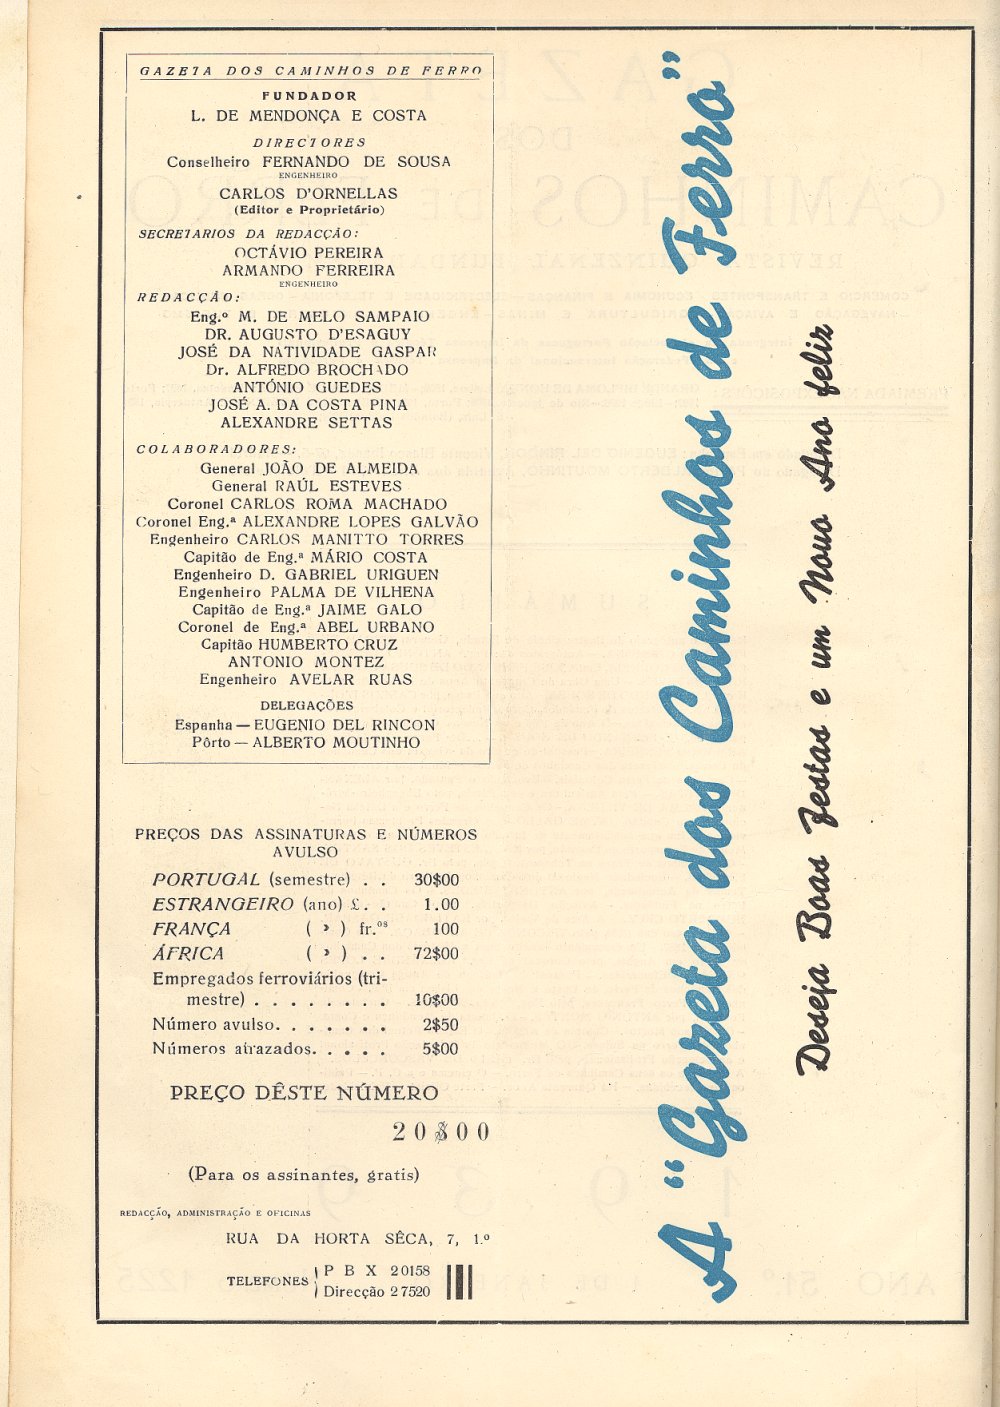 GAZETA DOS CAMINHOS DE FERRO
FUNDADOR
L. DE MENDONÇA E COSTA
DIRECTORES
Conselheiro FERNANDO DE SOUSA
ENGENHEIRO
CARLOS D'ORNELLAS
(Editor e Proprietário)
SECRETARIOS DA REDACÇÃO:
OCTÁVIO PEREIRA
ARMANDO FERREIRA
ENGENHEIRO
REDACÇÃO:
Eng.º M. DE MELO SAMPAIO
DR. AUGUSTO D'ESAGUY
JOSÉ DA NATIVIDADE GASPAR
Dr. ALFREDO BROCHADO
ANTÓNIO GUEDES
JOSÉ A. DA COSTA PINA
ALEXANDRE SETTAS
COLABORADORES:
General JOÃO DE ALMEIDA
General RAÚL ESTEVES
Coronel CARLOS ROMA MACHADO
Coronel Eng.ª ALEXANDRE LOPES GALVÃO
Engenheiro CARLOS MANITTO TORRES
Capitão de Eng.ª MÁRIO COSTA
Engenheiro D. GABRIEL URIGUEN
Engenheiro PALMA DE VILHENA
Capitão de Eng.ª JAIME GALO
Coronel de Eng.ª ABEL URBANO
Capitão HUMBERTO CRUZ
ANTONIO MONTEZ
Engenheiro AVELAR RUAS
DELEGAÇÕES
Espanha — EUGENIO DEL RINCON
Pôrto — ALBERTO MOUTINHO
PREÇOS DAS ASSINATURAS E NÚMEROS
AVULSO
PORTUGAL (semestre) . . 30$00
ESTRANGEIRO (ano) £. . 1.00
FRANÇA ( » ) fr.os 100
ÁFRICA ( » ) . . 72$00
Empregados ferroviários (tri-
mestre) . . . . . . . . 10$00
Número avulso. . . . . . . 2$50
Números atrazados. . . . . 5$00
PREÇO DÊSTE NÚMERO
20$00
(Para os assinantes, gratis)
REDACÇÃO, ADMINISTRAÇÃO E OFICINAS
RUA DA HORTA SÊCA, 7, 1.º
TELEFONES
P B X 20158
Direcção 27520
A "Gazeta dos Caminhos de Ferro"
Deseja Boas Festas e um Novo Ano feliz